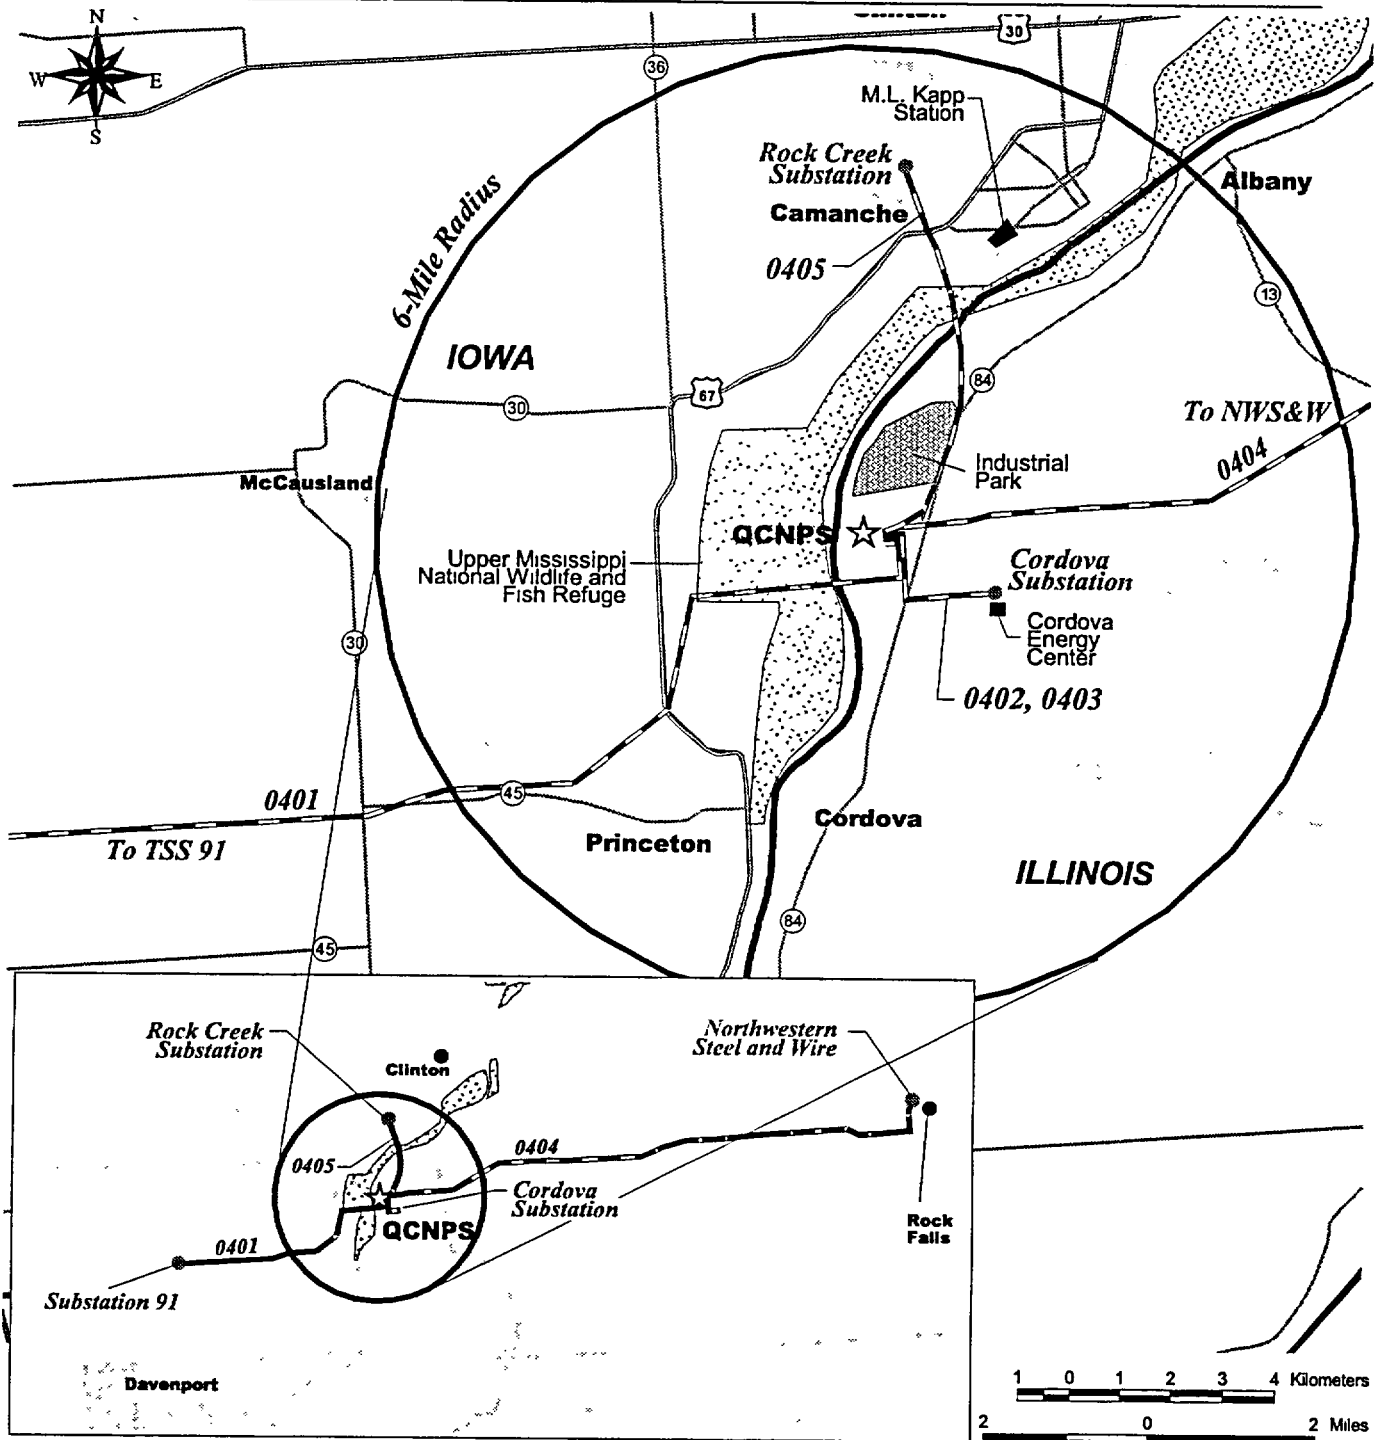 N
W E
S
30
36
M.L. Kapp
Station
Rock Creek
Substation
Albany
Camanche
0405
13
6-Mile Radius
IOWA
84
67
30
To NWS&W
0404
Industrial
Park
McCausland
QCNPS
Upper Mississippi
National Wildlife and
Fish Refuge
Cordova
Substation
Cordova
Energy
Center
30
0402, 0403
0401
45
To TSS 91
Princeton
Cordova
ILLINOIS
84
45
Rock Creek
Substation
Northwestern
Steel and Wire
Clinton
0405
0404
Cordova
Substation
QCNPS
0401
Rock
Falls
Substation 91
Davenport
1 0 1 2 3 4 Kilometers
2 0 2 Miles